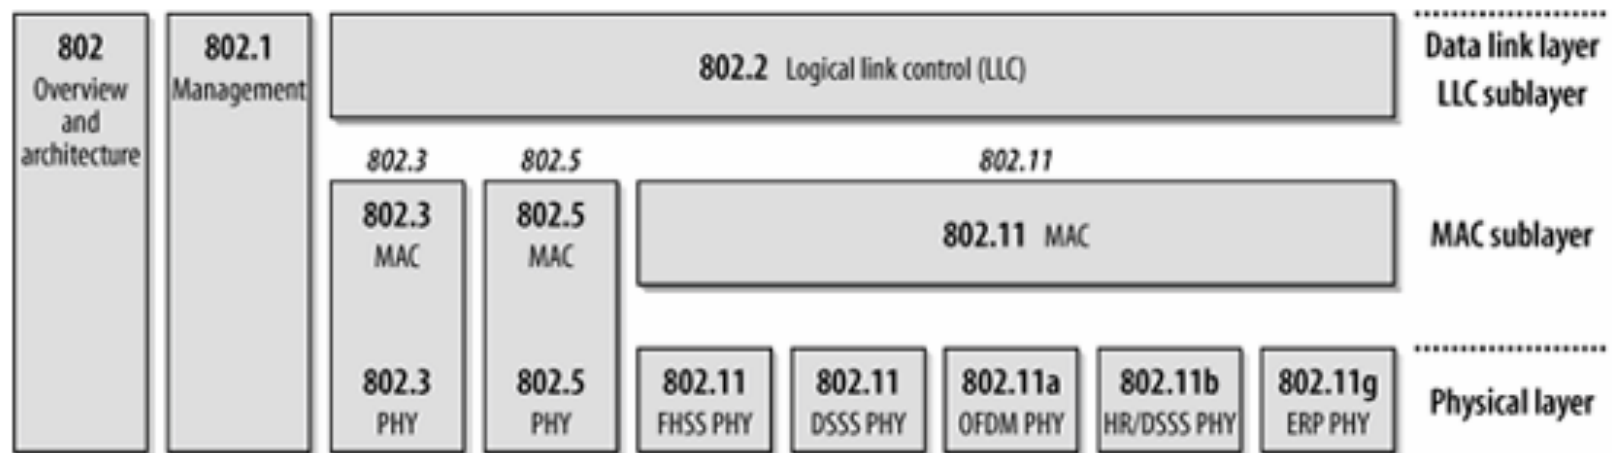 802
Overview
and
architecture
802.1
Management
802.2 Logical link control (LLC)
Data link layer
LLC sublayer
802.3
802.5
802.11
802.3
MAC
802.5
MAC
802.11 MAC
MAC sublayer
802.3
PHY
802.5
PHY
802.11
FHSS PHY
802.11
DSSS PHY
802.11a
OFDM PHY
802.11b
HR/DSSS PHY
802.11g
ERP PHY
Physical layer